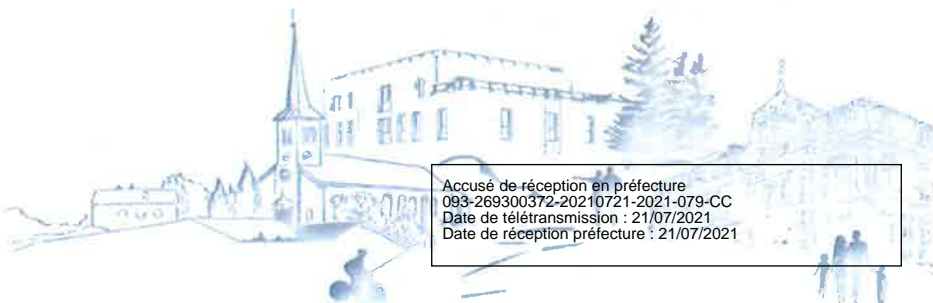 Accusé de réception en préfecture
093-269300372-20210721-2021-079-CC
Date de télétransmission : 21/07/2021
Date de réception préfecture : 21/07/2021